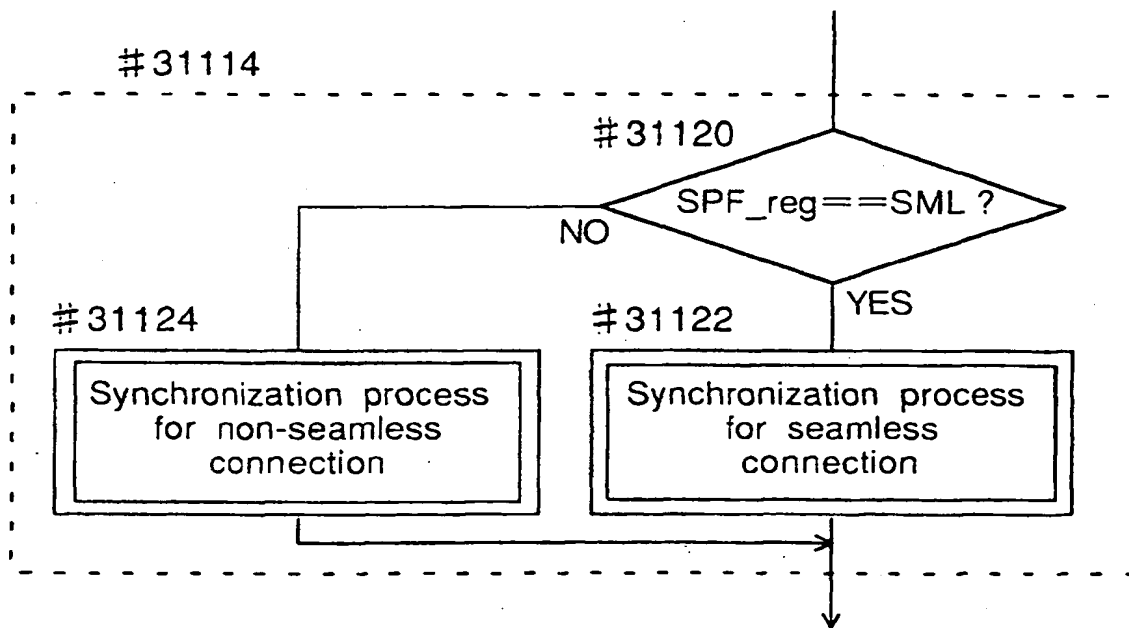 #31114
#31120
SPF_reg==SML ?
NO
YES
#31124
#31122
Synchronization process
for non-seamless
connection
Synchronization process
for seamless
connection